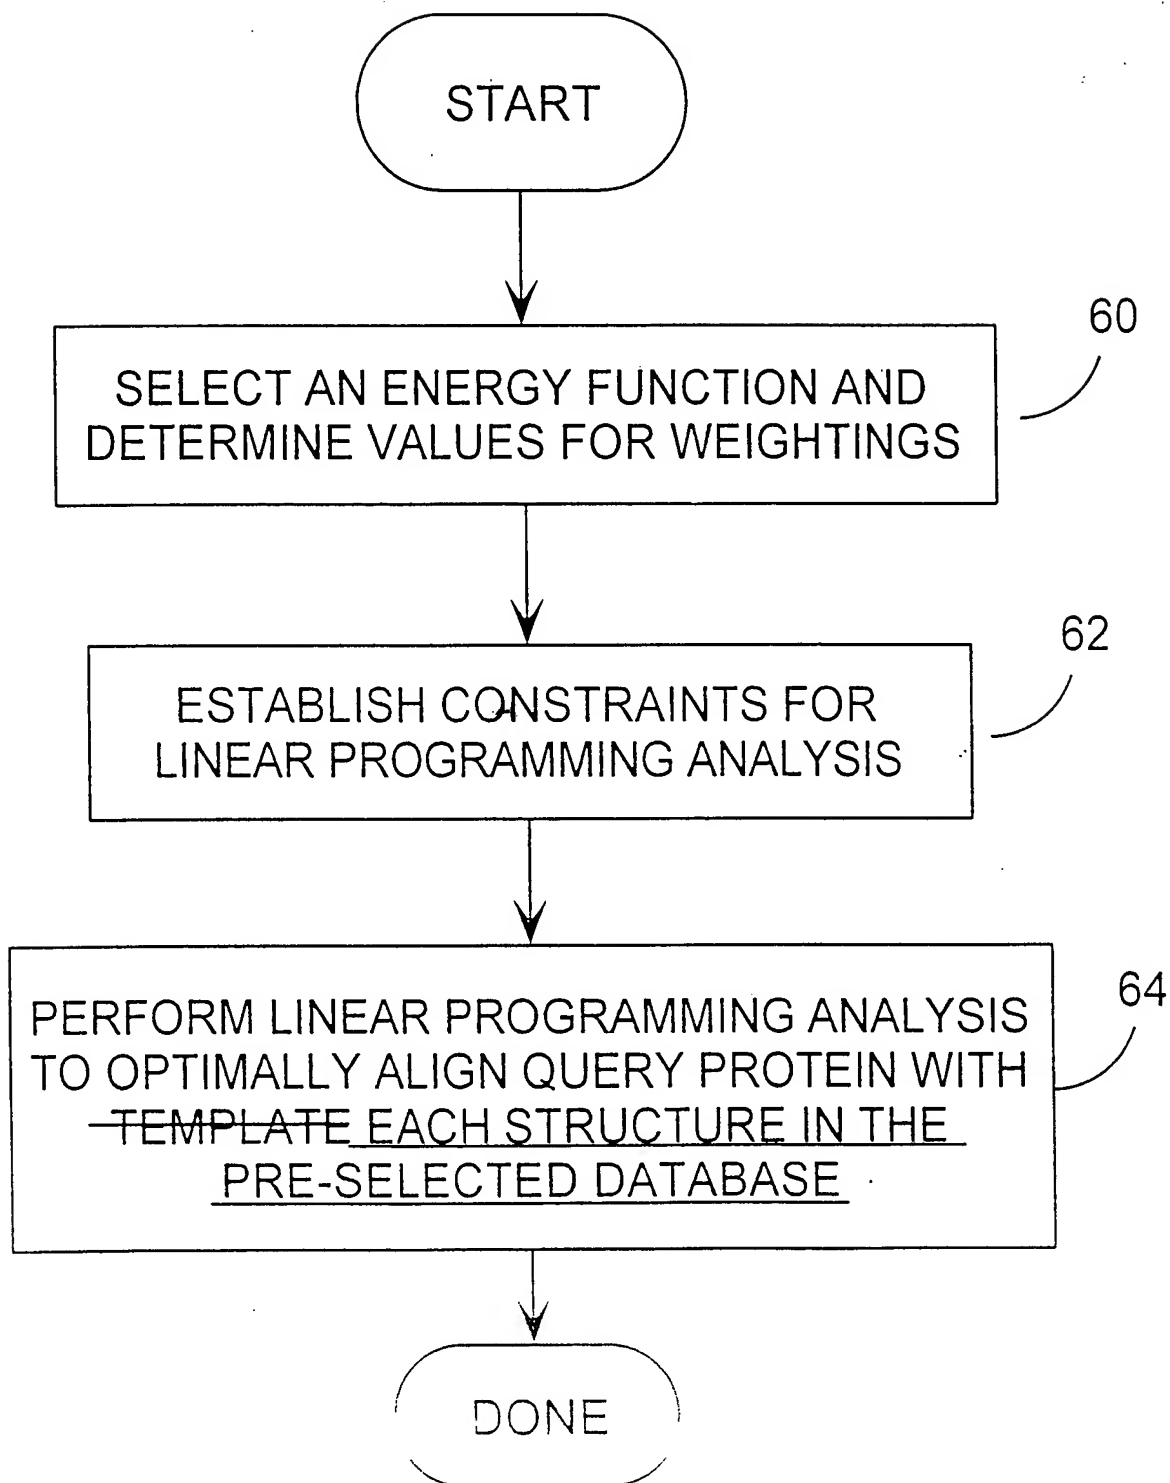 START
60
SELECT AN ENERGY FUNCTION AND
DETERMINE VALUES FOR WEIGHTINGS
62
ESTABLISH CONSTRAINTS FOR
LINEAR PROGRAMMING ANALYSIS
64
PERFORM LINEAR PROGRAMMING ANALYSIS
TO OPTIMALLY ALIGN QUERY PROTEIN WITH
TEMPLATE EACH STRUCTURE IN THE
PRE-SELECTED DATABASE
DONE